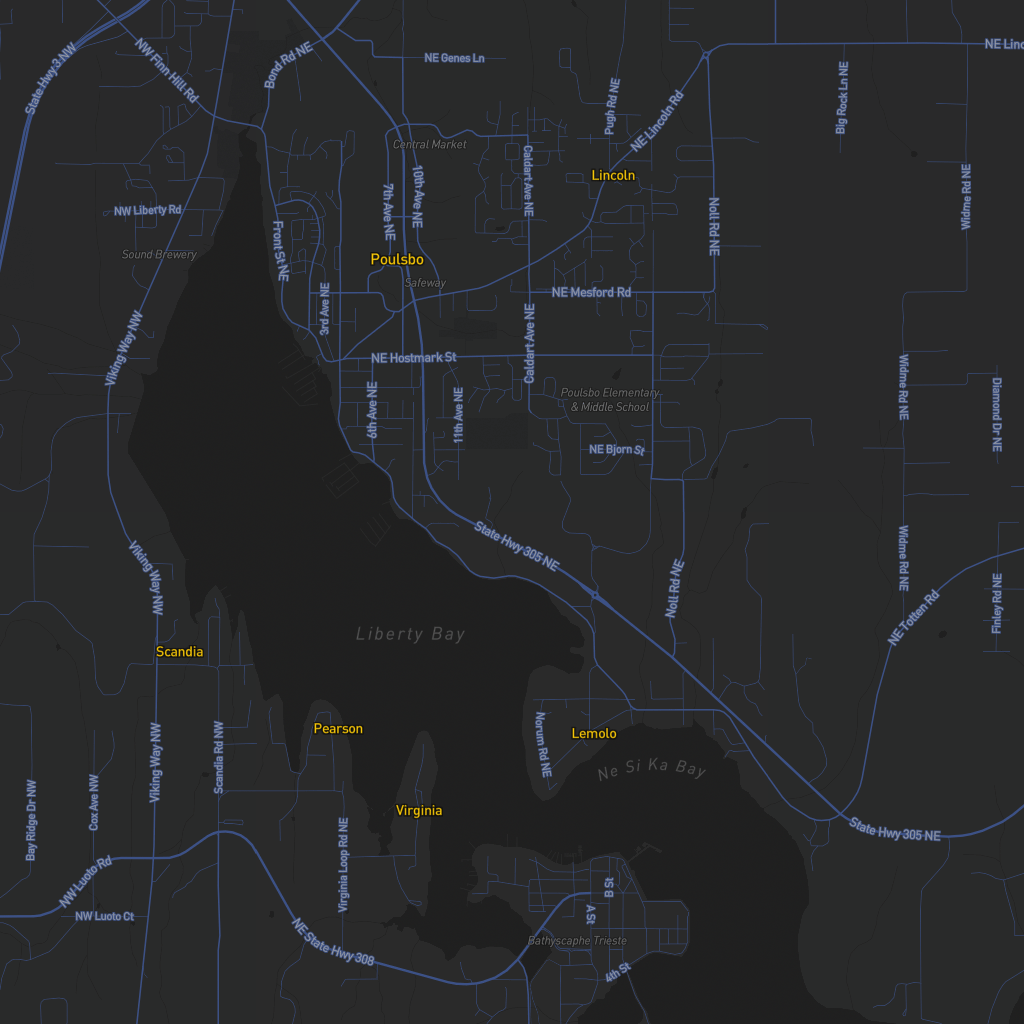 State Hwy 3 NW
NW Finn Hill Rd
Bond Rd NE
NE Genes Ln
NE Linc
Pugh Rd NE
Big Rock Ln NE
NE Lincoln Rd
Central Market
Caldart Ave NE
Lincoln
10th Ave NE
7th Ave NE
Widme Rd NE
NW Liberty Rd
Noll Rd NE
Sound Brewery
Front St NE
Poulsbo
Safeway
3rd Ave NE
NE Mesford Rd
Viking Way NW
Caldart Ave NE
NE Hostmark St
6th Ave NE
11th Ave NE
Poulsbo Elementary
& Middle School
Widme Rd NE
Diamond Dr NE
NE Bjorn St
State Hwy 305 NE
Viking Way NW
Widme Rd NE
Noll Rd NE
Finley Rd NE
NE Totten Rd
Liberty Bay
Scandia
Pearson
Norum Rd NE
Lemolo
Ne Si Ka Bay
Viking Way NW
Scandia Rd NW
Cox Ave NW
Bay Ridge Dr NW
Virginia
State Hwy 305 NE
Virginia Loop Rd NE
NW Luoto Rd
B St
A St
NW Luoto Ct
NE State Hwy 308
Bathyscaphe Trieste
4th St